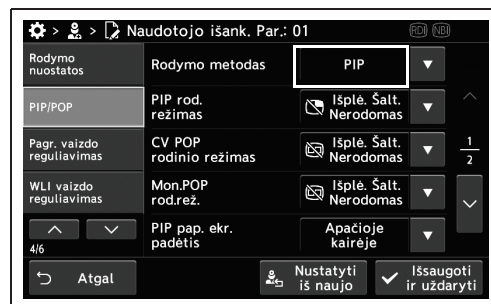 > > Naudotojo išank. Par.: 01 RDI NBI
Rodymo
nuostatos
Rodymo metodas PIP
PIP/POP
PIP rod.
režimas
Išplė. Šalt.
Nerodomas
Pagr. vaizdo
reguliavimas
CV POP
rodinio režimas
Išplė. Šalt.
Nerodomas
1
2
WLI vaizdo
reguliavimas
Mon.POP
rod.rež.
Išplė. Šalt.
Nerodomas
4/6
PIP pap. ekr.
padėtis
Apačioje
kairėje
Atgal
Nustatyti
iš naujo
Išsaugoti
ir uždaryti